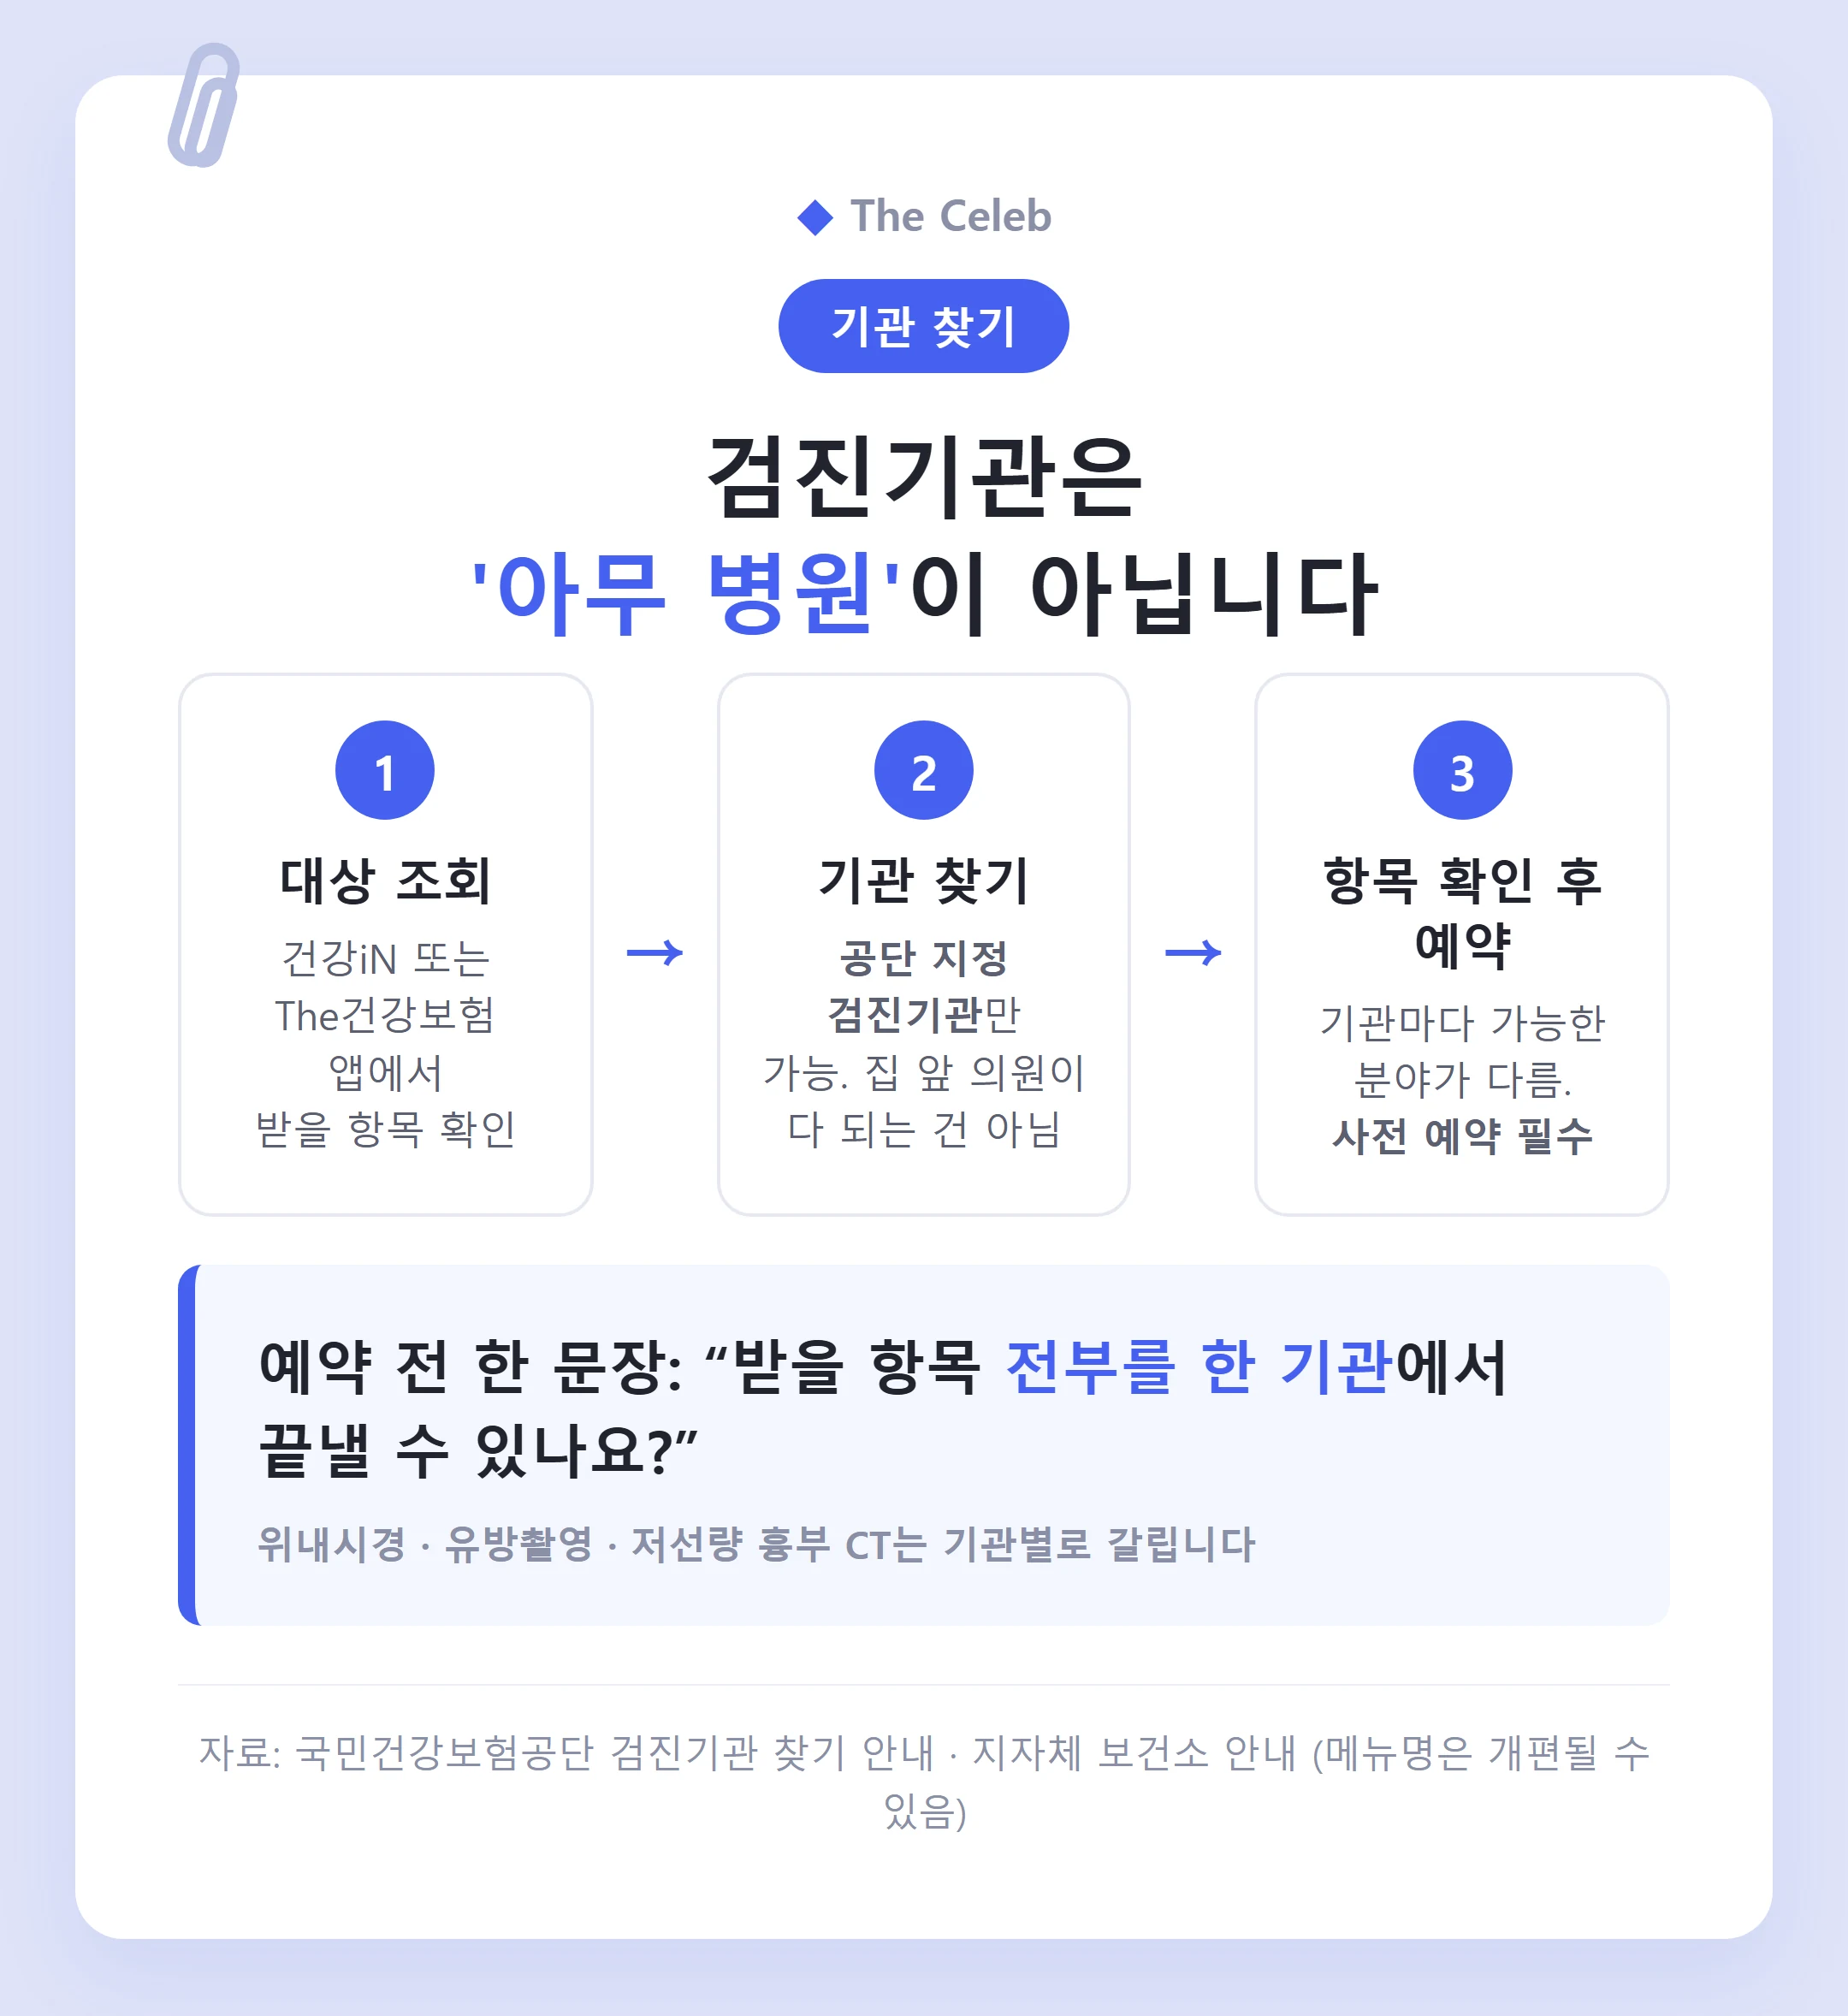 ◆ The Celeb
기관 찾기
검진기관은
'아무 병원'이 아닙니다
1
대상 조회
건강iN 또는
The건강보험
앱에서
받을 항목 확인
→
2
기관 찾기
공단 지정
검진기관만
가능. 집 앞 의원이
다 되는 건 아님
→
3
항목 확인 후
예약
기관마다 가능한
분야가 다름.
사전 예약 필수
예약 전 한 문장: “받을 항목 전부를 한 기관에서
끝낼 수 있나요?”
위내시경 · 유방촬영 · 저선량 흉부 CT는 기관별로 갈립니다
자료: 국민건강보험공단 검진기관 찾기 안내 · 지자체 보건소 안내 (메뉴명은 개편될 수
있음)